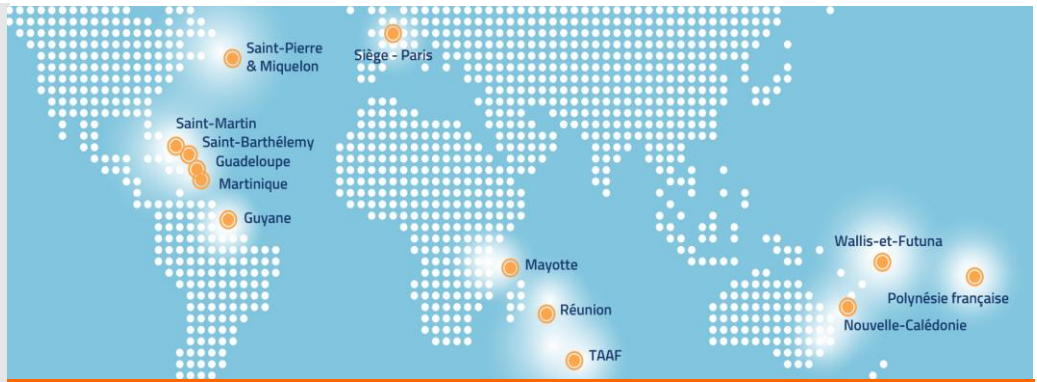 Saint-Pierre
& Miquelon
Siège - Paris
Saint-Martin
Saint-Barthélemy
Guadeloupe
Martinique
Guyane
Mayotte
Réunion
TAAF
Wallis-et-Futuna
Polynésie française
Nouvelle-Calédonie